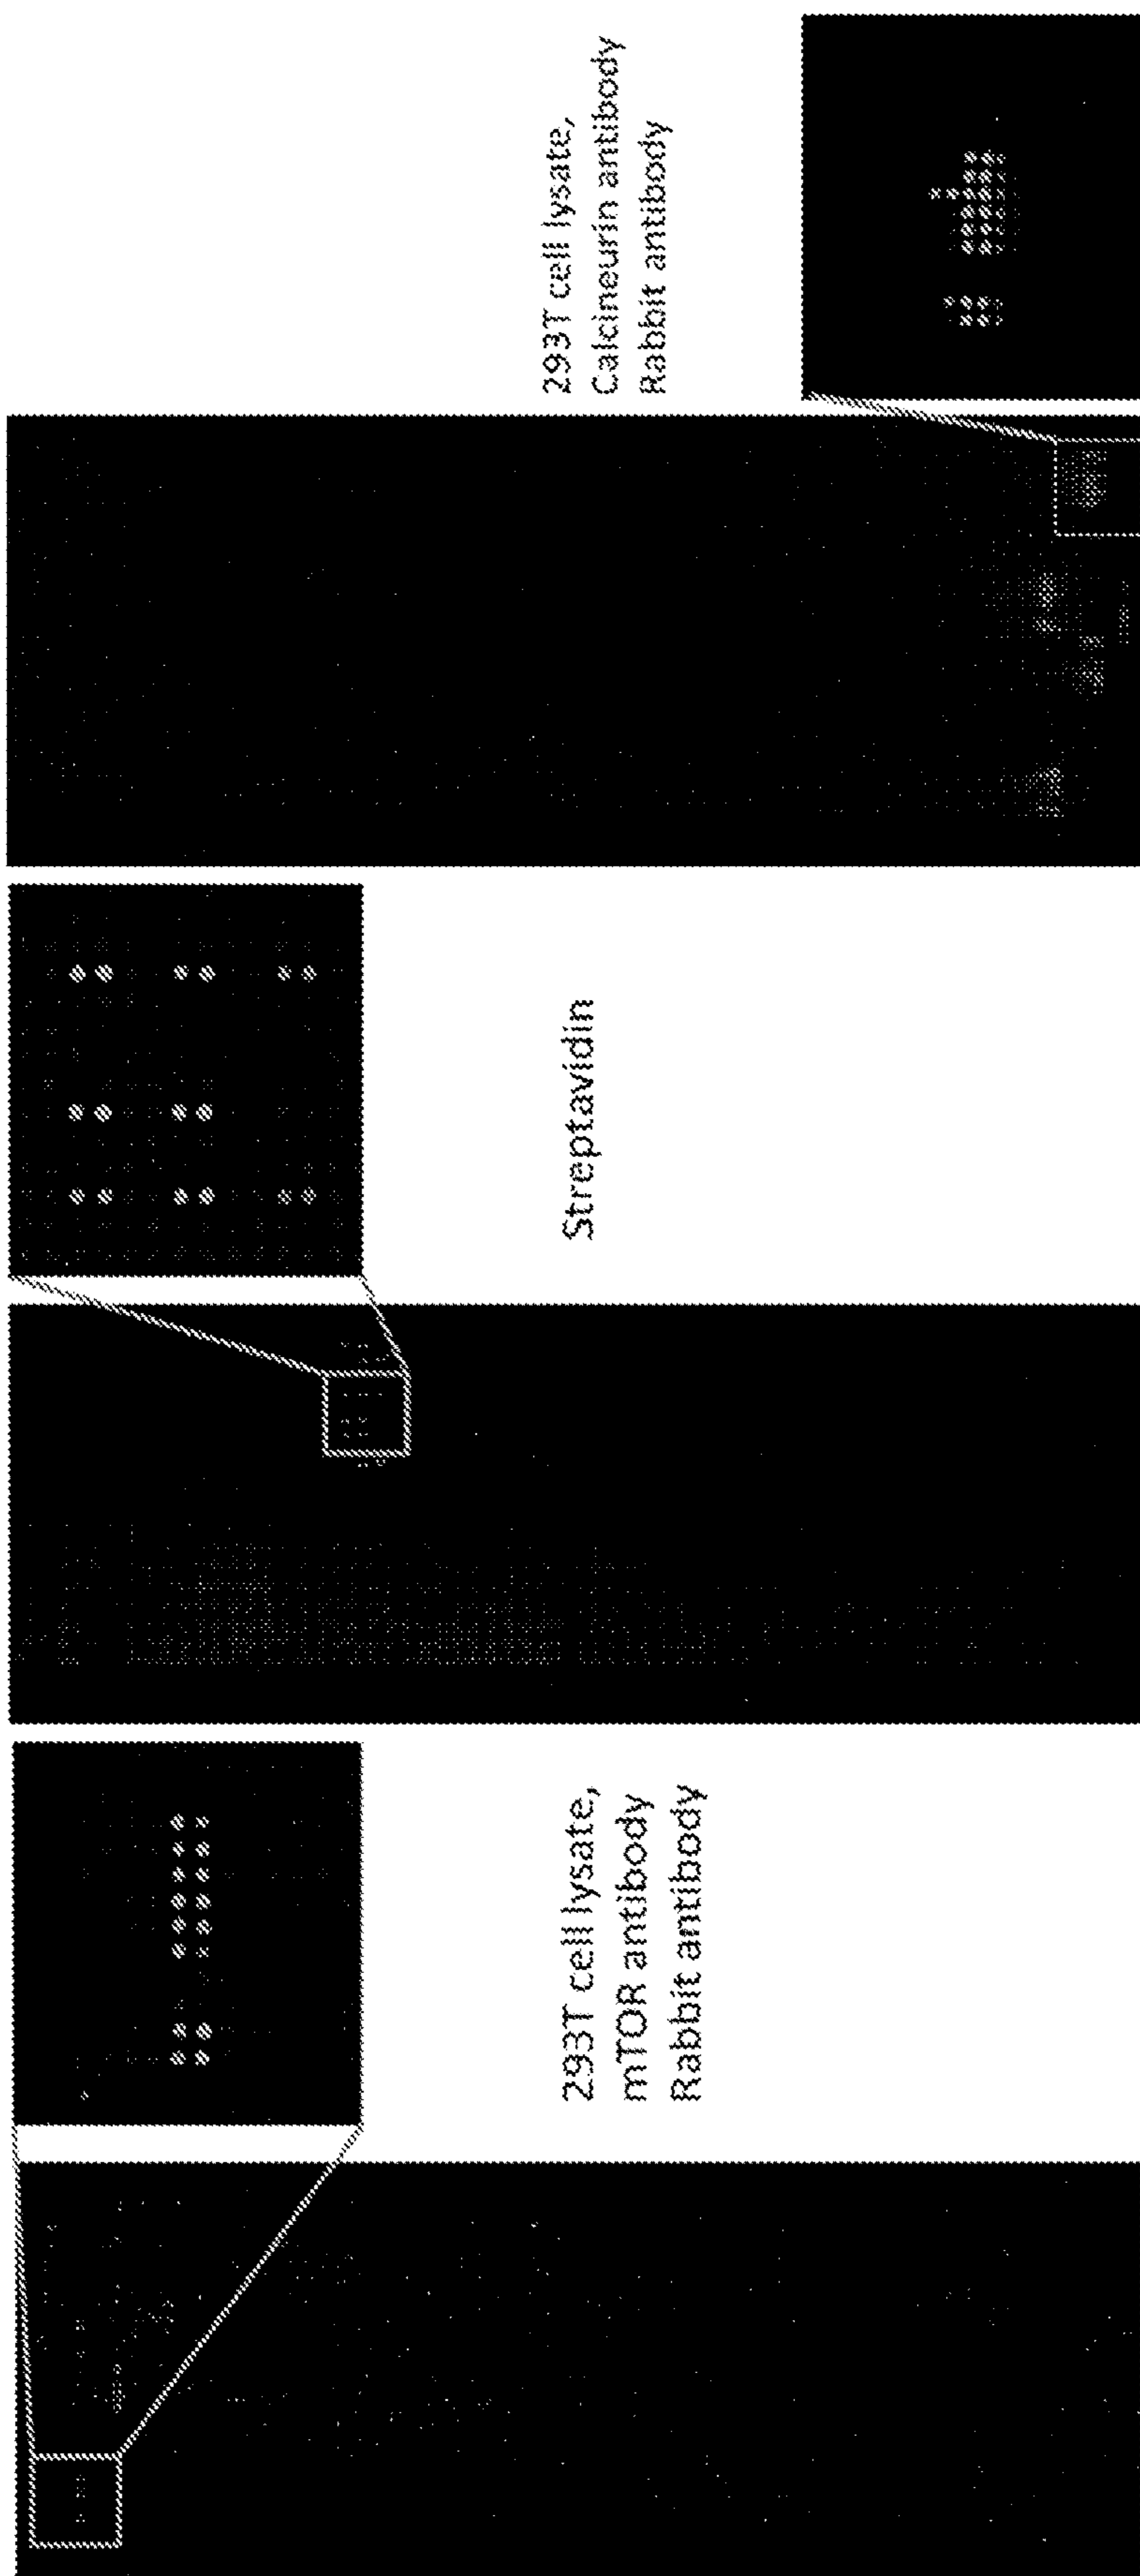 293T cell lysate,
mTOR antibody
Rabbit antibody
Streptavidin
293T cell lysate,
Calcineurin antibody
Rabbit antibody